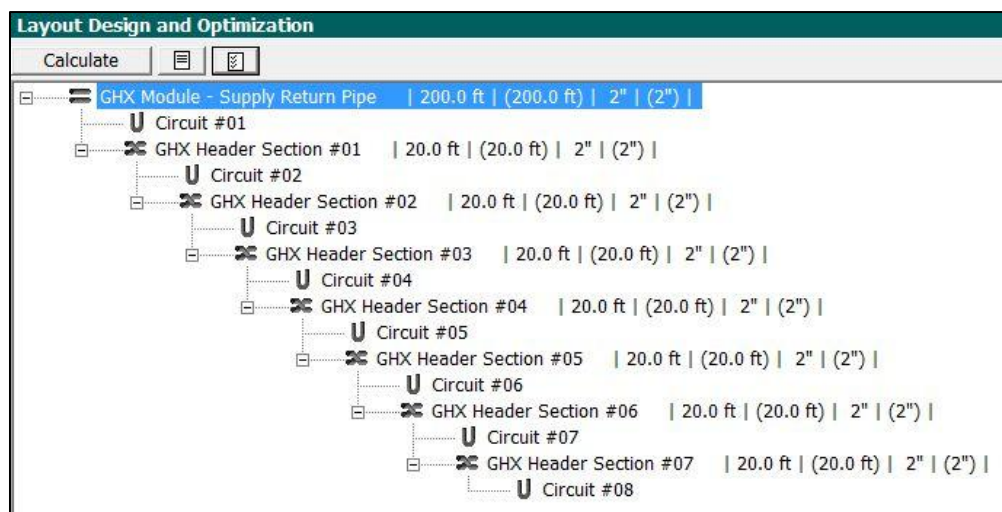 Layout Design and Optimization
Calculate
GHX Module - Supply Return Pipe | 200.0 ft | (200.0 ft) | 2" | (2") |
Circuit #01
GHX Header Section #01 | 20.0 ft | (20.0 ft) | 2" | (2") |
Circuit #02
GHX Header Section #02 | 20.0 ft | (20.0 ft) | 2" | (2") |
Circuit #03
GHX Header Section #03 | 20.0 ft | (20.0 ft) | 2" | (2") |
Circuit #04
GHX Header Section #04 | 20.0 ft | (20.0 ft) | 2" | (2") |
Circuit #05
GHX Header Section #05 | 20.0 ft | (20.0 ft) | 2" | (2") |
Circuit #06
GHX Header Section #06 | 20.0 ft | (20.0 ft) | 2" | (2") |
Circuit #07
GHX Header Section #07 | 20.0 ft | (20.0 ft) | 2" | (2") |
Circuit #08